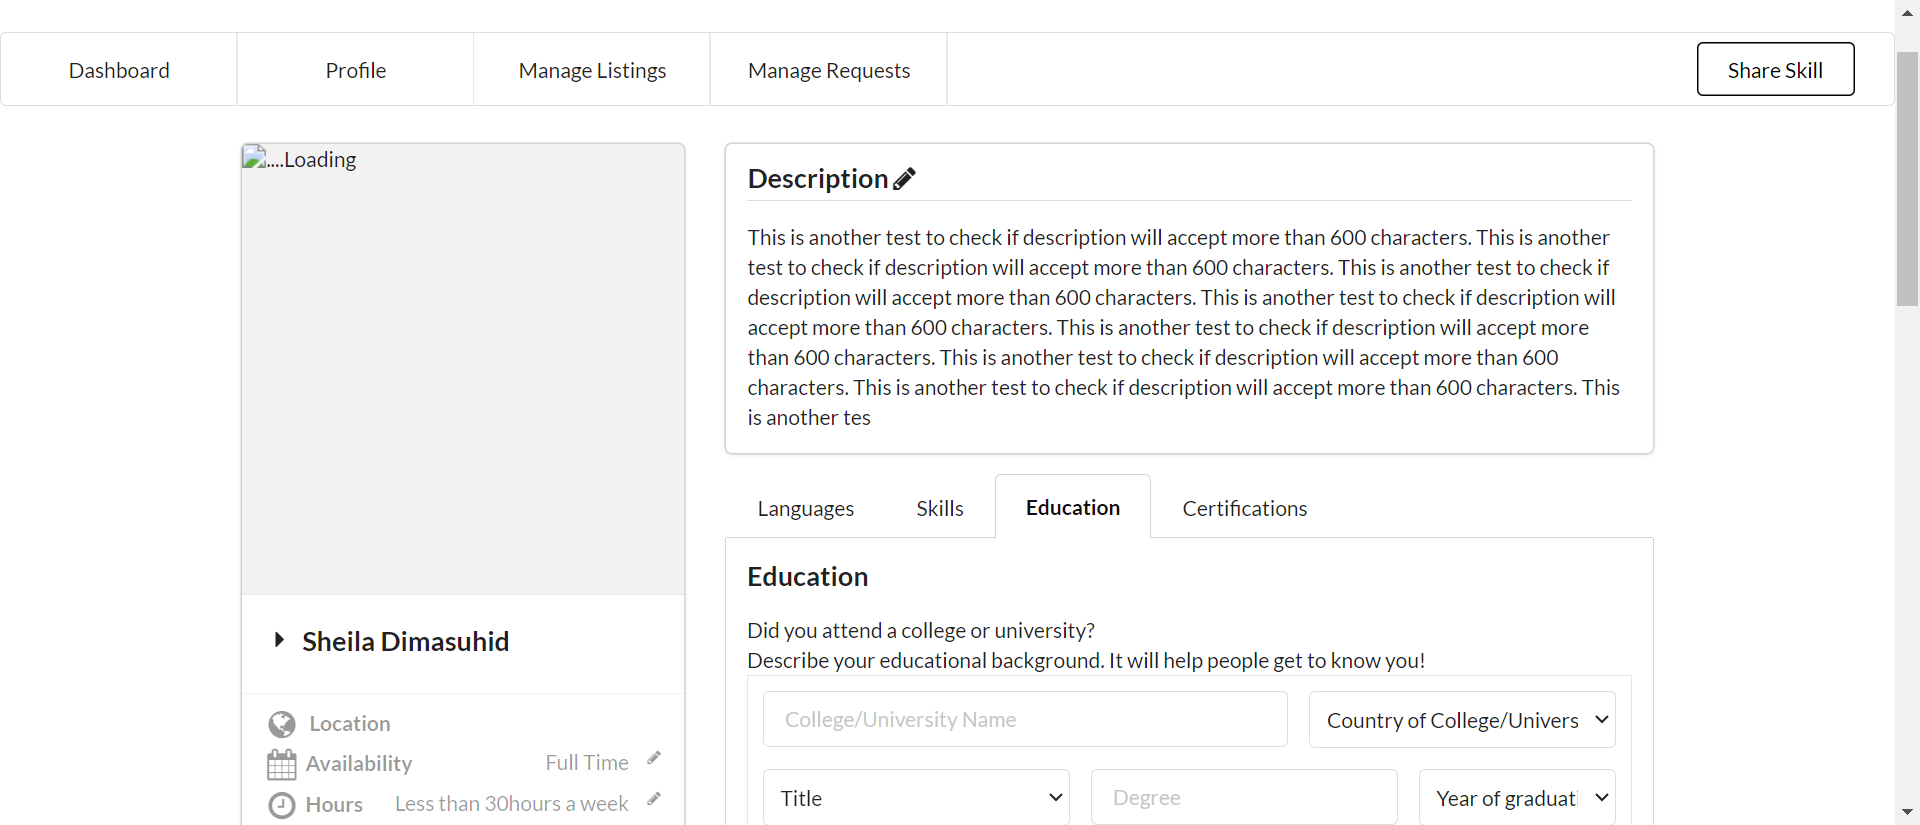 Dashboard
Profile
Manage Listings
Manage Requests
Share Skill
....Loading
Sheila Dimasuhid
Location
Availability Full Time
Hours Less than 30hours a week
Description
This is another test to check if description will accept more than 600 characters. This is another
test to check if description will accept more than 600 characters. This is another test to check if
description will accept more than 600 characters. This is another test to check if description will
accept more than 600 characters. This is another test to check if description will accept more
than 600 characters. This is another test to check if description will accept more than 600
characters. This is another test to check if description will accept more than 600 characters. This
is another tes
Languages
Skills
Education
Certifications
Education
Did you attend a college or university?
Describe your educational background. It will help people get to know you!
College/University Name
Country of College/Univers
Title
Degree
Year of graduati